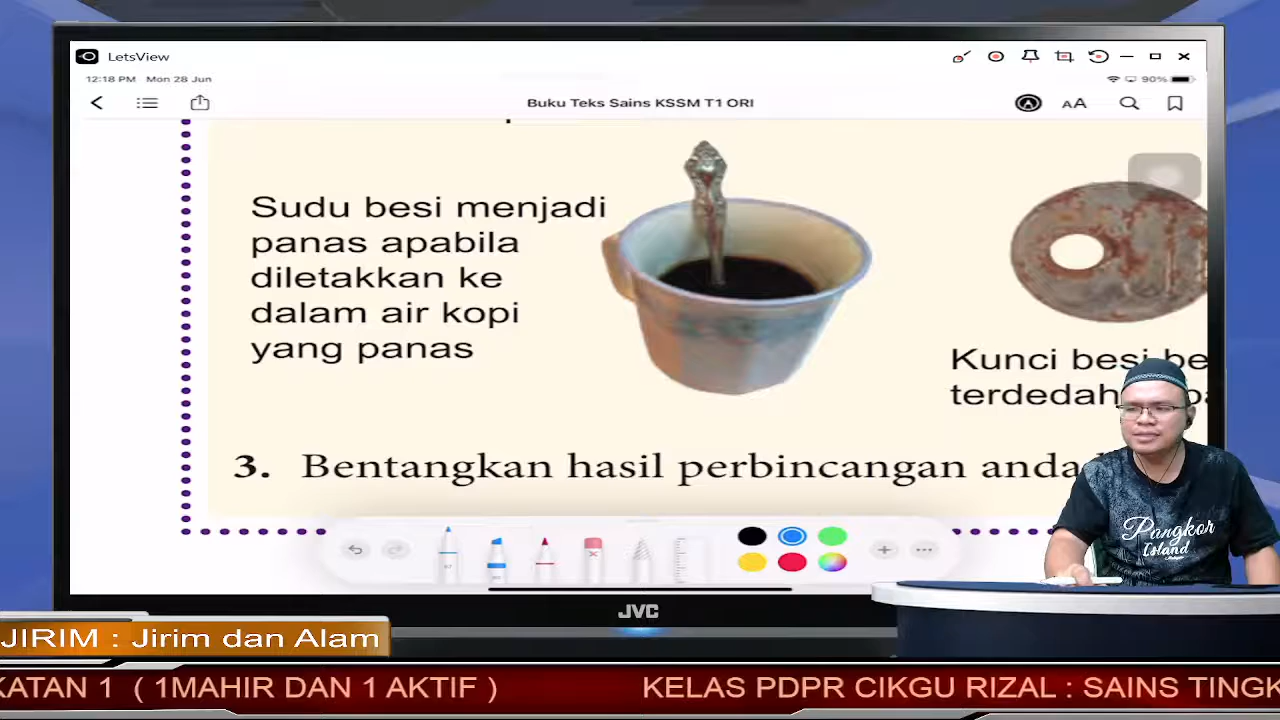 LetsView
12:18 PM Mon 28 Jun
90%
Buku Teks Sains KSSM T1 ORI
AA
Sudu besi menjadi
panas apabila
diletakkan ke
dalam air kopi
yang panas
Kunci besi be
terdedah
3. Bentangkan hasil perbincangan anda
Pangkor
Island
JVC
JIRIM : Jirim dan Alam
KATAN 1 ( 1MAHIR DAN 1 AKTIF )
KELAS PDPR CIKGU RIZAL : SAINS TINGK